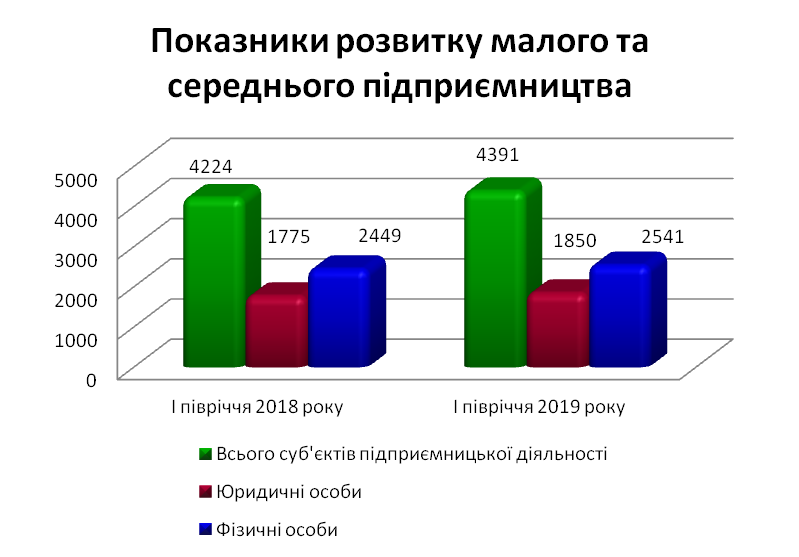 Показники розвитку малого та
середнього підприємництва
4224
1775
2449
4391
1850
2541
5000
4000
3000
2000
1000
0
І півріччя 2018 року
І півріччя 2019 року
Всього суб'єктів підприємницької діяльності
Юридичні особи
Фізичні особи